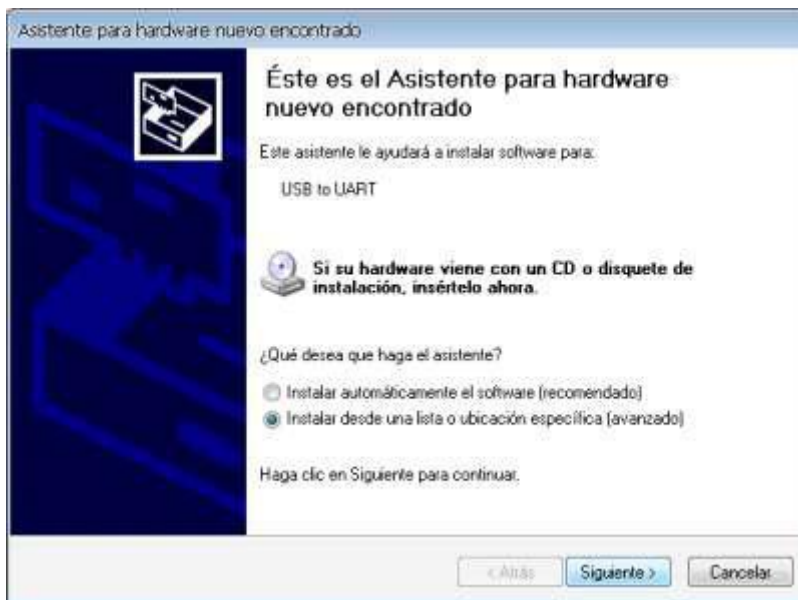 Asistente para hardware nuevo encontrado
Éste es el Asistente para hardware
nuevo encontrado
Este asistente le ayudará a instalar software para:
USB to UART
Si su hardware viene con un CD o disquete de
instalación, insértelo ahora.
¿Qué desea que haga el asistente?
Instalar automáticamente el software (recomendado)
Instalar desde una lista o ubicación específica (avanzado)
Haga clic en Siguiente para continuar.
< Atrás Siguiente > Cancelar